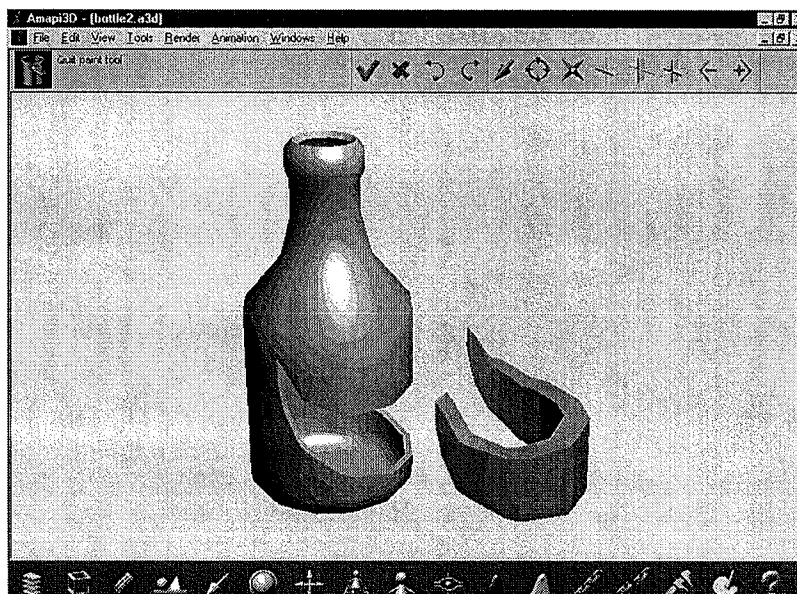 Amapi3D - [bottle2.a3d]
File Edit View Tools Render Animation Windows Help
Quit paint tool